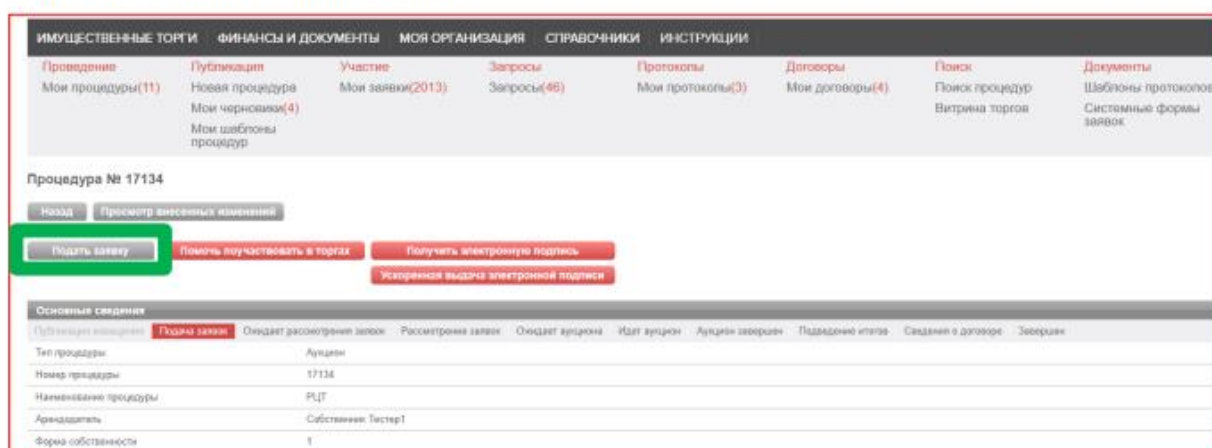 ИМУЩЕСТВЕННЫЕ ТОРГИ ФИНАНСЫ И ДОКУМЕНТЫ МОЯ ОРГАНИЗАЦИЯ СПРАВОЧНИКИ ИНСТРУКЦИИ
Проведение Публикация Участие Запросы Протоколы Договоры Поиск Документы
Мои процедуры(11) Новая процедура Мои заявки(2013) Запросы(46) Мои протоколы(3) Мои договоры(4) Поиск процедур Шаблоны протоколов
Мои черновики(4) Витрина торгов Системные формы заявок
Мои шаблоны процедур
Процедура № 17134
Назад Просмотр внесенных изменений
Подать заявку Помочь поучаствовать в торгах Получить электронную подпись
Ускоренная выдача электронной подписи
Основные сведения
Публикация извещения Подача заявок Ожидает рассмотрения заявок Рассмотрение заявок Ожидает аукциона Идет аукцион Аукцион завершен Подведение итогов Сведения о договоре Завершен
Тип процедуры Аукцион
Номер процедуры 17134
Наименование процедуры РЦТ
Арендодатель Собственник Тестер1
Форма собственности 1